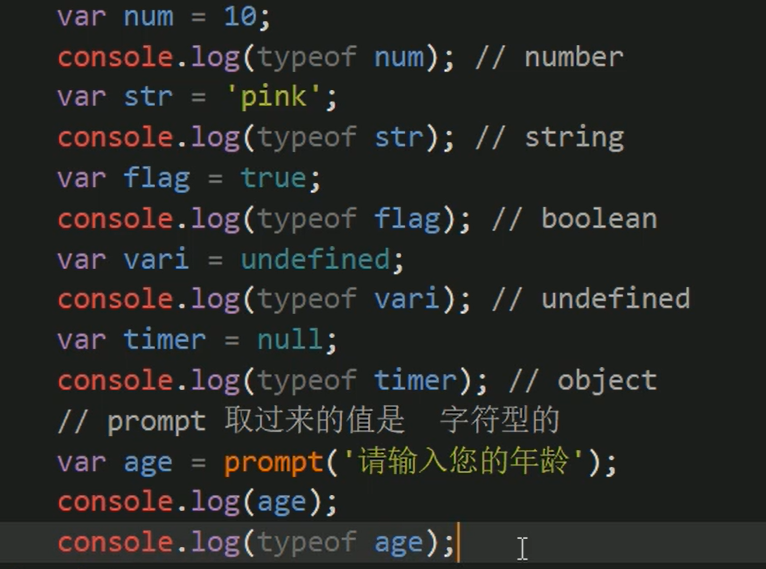 var num = 10;
console.log(typeof num); // number
var str = 'pink';
console.log(typeof str); // string
var flag = true;
console.log(typeof flag); // boolean
var vari = undefined;
console.log(typeof vari); // undefined
var timer = null;
console.log(typeof timer); // object
// prompt 取过来的值是  字符型的
var age = prompt('请输入您的年龄');
console.log(age);
console.log(typeof age);